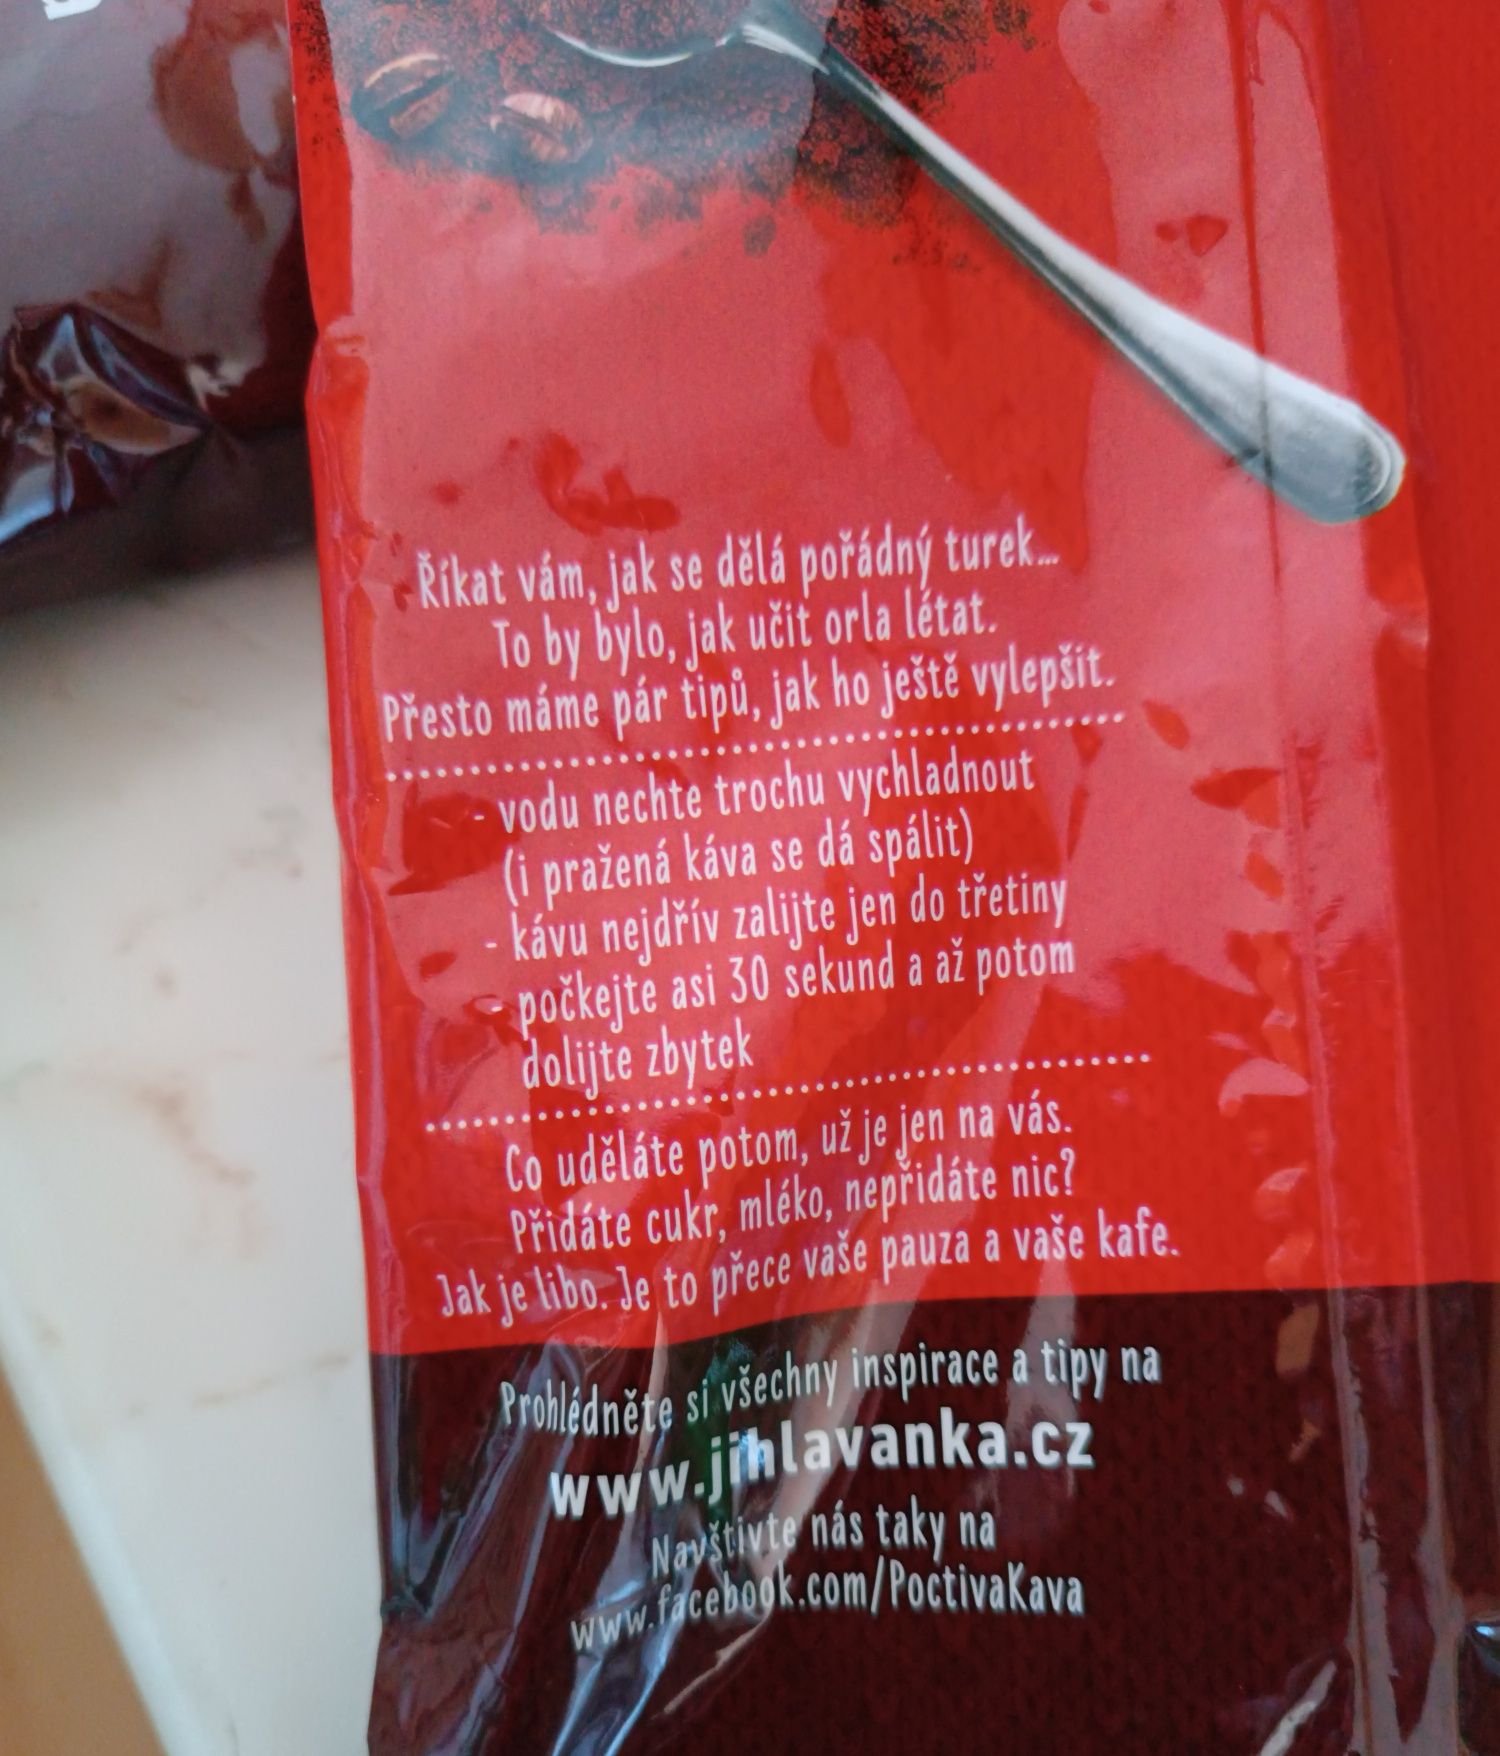 Říkat vám, jak se dělá pořádný turek...
To by bylo, jak učit orla létat.
Přesto máme pár tipů, jak ho ještě vylepšit.
- vodu nechte trochu vychladnout
(i pražená káva se dá spálit)
- kávu nejdřív zalijte jen do třetiny
- počkejte asi 30 sekund a až potom
dolijte zbytek
Co uděláte potom, už je jen na vás.
Přidáte cukr, mléko, nepřidáte nic?
Jak je libo. Je to přece vaše pauza a vaše kafe.
Prohlédněte si všechny inspirace a tipy na
www.jihlavanka.cz
Navštivte nás taky na
www.facebook.com/PoctivaKava